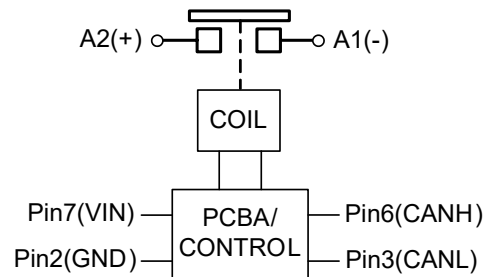 A2(+) A1(-)
COIL
Pin7(VIN) PCBA/ Pin6(CANH)
CONTROL
Pin2(GND) Pin3(CANL)